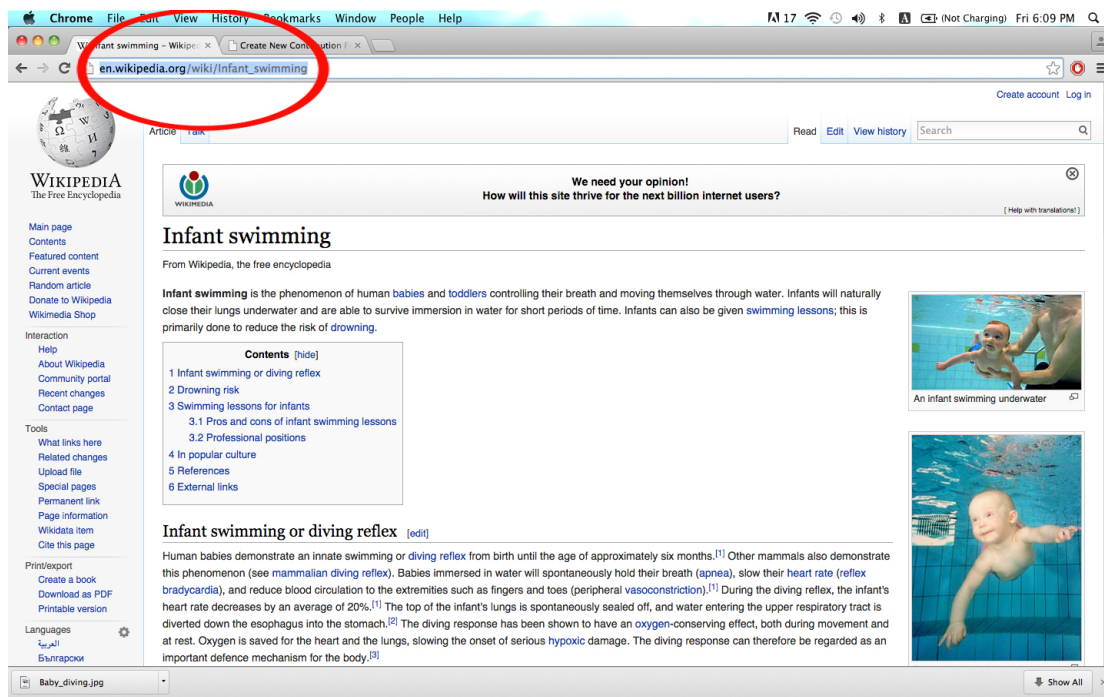 Chrome File Edit View History Bookmarks Window People Help
17 (Not Charging) Fri 6:09 PM
Infant swimming – Wikiped × Create New Cont ution F ×
en.wikipedia.org/wiki/Infant_swimming
Create account Log in
Article Talk Read Edit View history Search
WIKIPEDIA
The Free Encyclopedia
Main page
Contents
Featured content
Current events
Random article
Donate to Wikipedia
Wikimedia Shop
Interaction
Help
About Wikipedia
Community portal
Recent changes
Contact page
Tools
What links here
Related changes
Upload file
Special pages
Permanent link
Page information
Wikidata item
Cite this page
Print/export
Create a book
Download as PDF
Printable version
Languages
العربية
Български
WIKIMEDIA
We need your opinion!
How will this site thrive for the next billion internet users?
[ Help with translations! ]
Infant swimming
From Wikipedia, the free encyclopedia
Infant swimming is the phenomenon of human babies and toddlers controlling their breath and moving themselves through water. Infants will naturally
close their lungs underwater and are able to survive immersion in water for short periods of time. Infants can also be given swimming lessons; this is
primarily done to reduce the risk of drowning.
Contents [hide]
1 Infant swimming or diving reflex
2 Drowning risk
3 Swimming lessons for infants
3.1 Pros and cons of infant swimming lessons
3.2 Professional positions
4 In popular culture
5 References
6 External links
An infant swimming underwater
Infant swimming or diving reflex [edit]
Human babies demonstrate an innate swimming or diving reflex from birth until the age of approximately six months.[1] Other mammals also demonstrate
this phenomenon (see mammalian diving reflex). Babies immersed in water will spontaneously hold their breath (apnea), slow their heart rate (reflex
bradycardia), and reduce blood circulation to the extremities such as fingers and toes (peripheral vasoconstriction).[1] During the diving reflex, the infant's
heart rate decreases by an average of 20%.[1] The top of the infant's lungs is spontaneously sealed off, and water entering the upper respiratory tract is
diverted down the esophagus into the stomach.[2] The diving response has been shown to have an oxygen-conserving effect, both during movement and
at rest. Oxygen is saved for the heart and the lungs, slowing the onset of serious hypoxic damage. The diving response can therefore be regarded as an
important defence mechanism for the body.[3]
Baby_diving.jpg
Show All